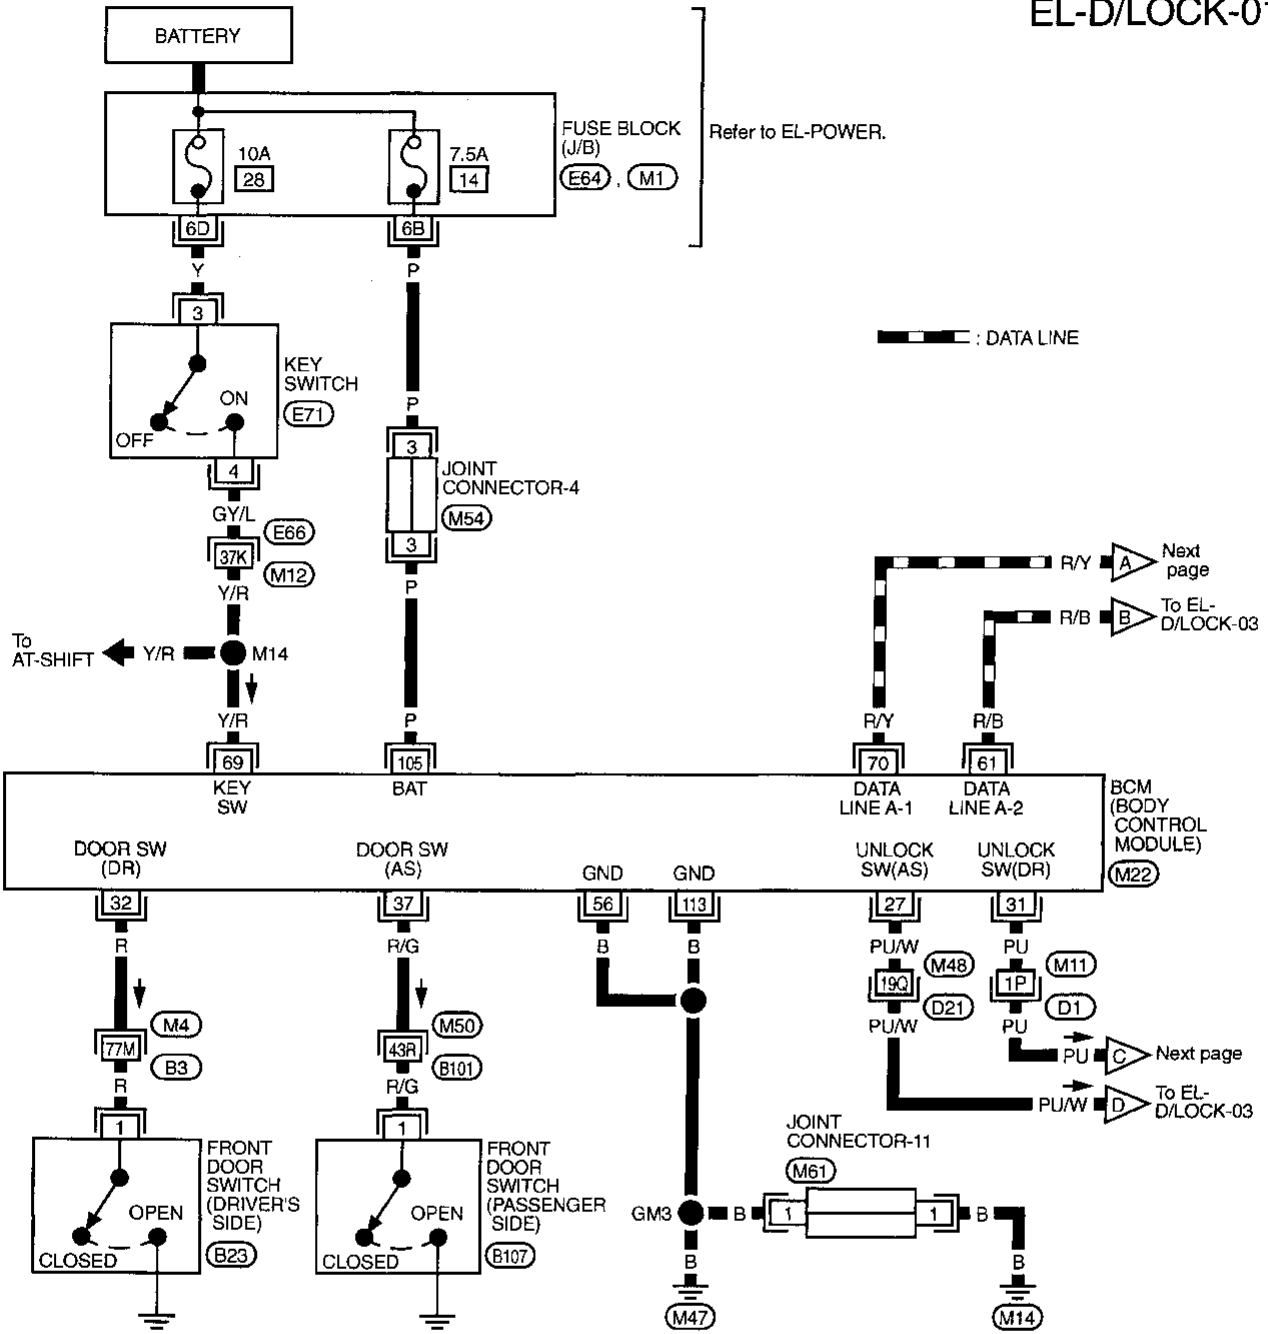 EL-D/LOCK-01
BATTERY
10A
28
7.5A
14
FUSE BLOCK
(J/B)
E64 , M1
Refer to EL-POWER.
6D
6B
Y
P
3
: DATA LINE
KEY
SWITCH
E71
ON
OFF
P
4
3
JOINT
CONNECTOR-4
M54
GY/L
E66
37K
M12
3
P
Y/R
R/Y
A
Next
page
R/B
B
To EL-
D/LOCK-03
To
AT-SHIFT
Y/R
M14
Y/R
P
R/Y
R/B
69
105
70
61
KEY
SW
BAT
DATA
LINE A-1
DATA
LINE A-2
BCM
(BODY
CONTROL
MODULE)
M22
DOOR SW
(DR)
DOOR SW
(AS)
GND
GND
UNLOCK
SW(AS)
UNLOCK
SW(DR)
32
37
56
113
27
31
R
R/G
B
B
PU/W
PU
M48
19Q
D21
M11
1P
D1
M4
77M
B3
M50
43R
B101
PU/W
PU
R
R/G
PU
C
Next page
PU/W
D
To EL-
D/LOCK-03
1
1
FRONT
DOOR
SWITCH
(DRIVER'S
SIDE)
B23
OPEN
CLOSED
FRONT
DOOR
SWITCH
(PASSENGER
SIDE)
B107
OPEN
CLOSED
JOINT
CONNECTOR-11
M61
GM3
B
1
1
B
B
B
M47
M14